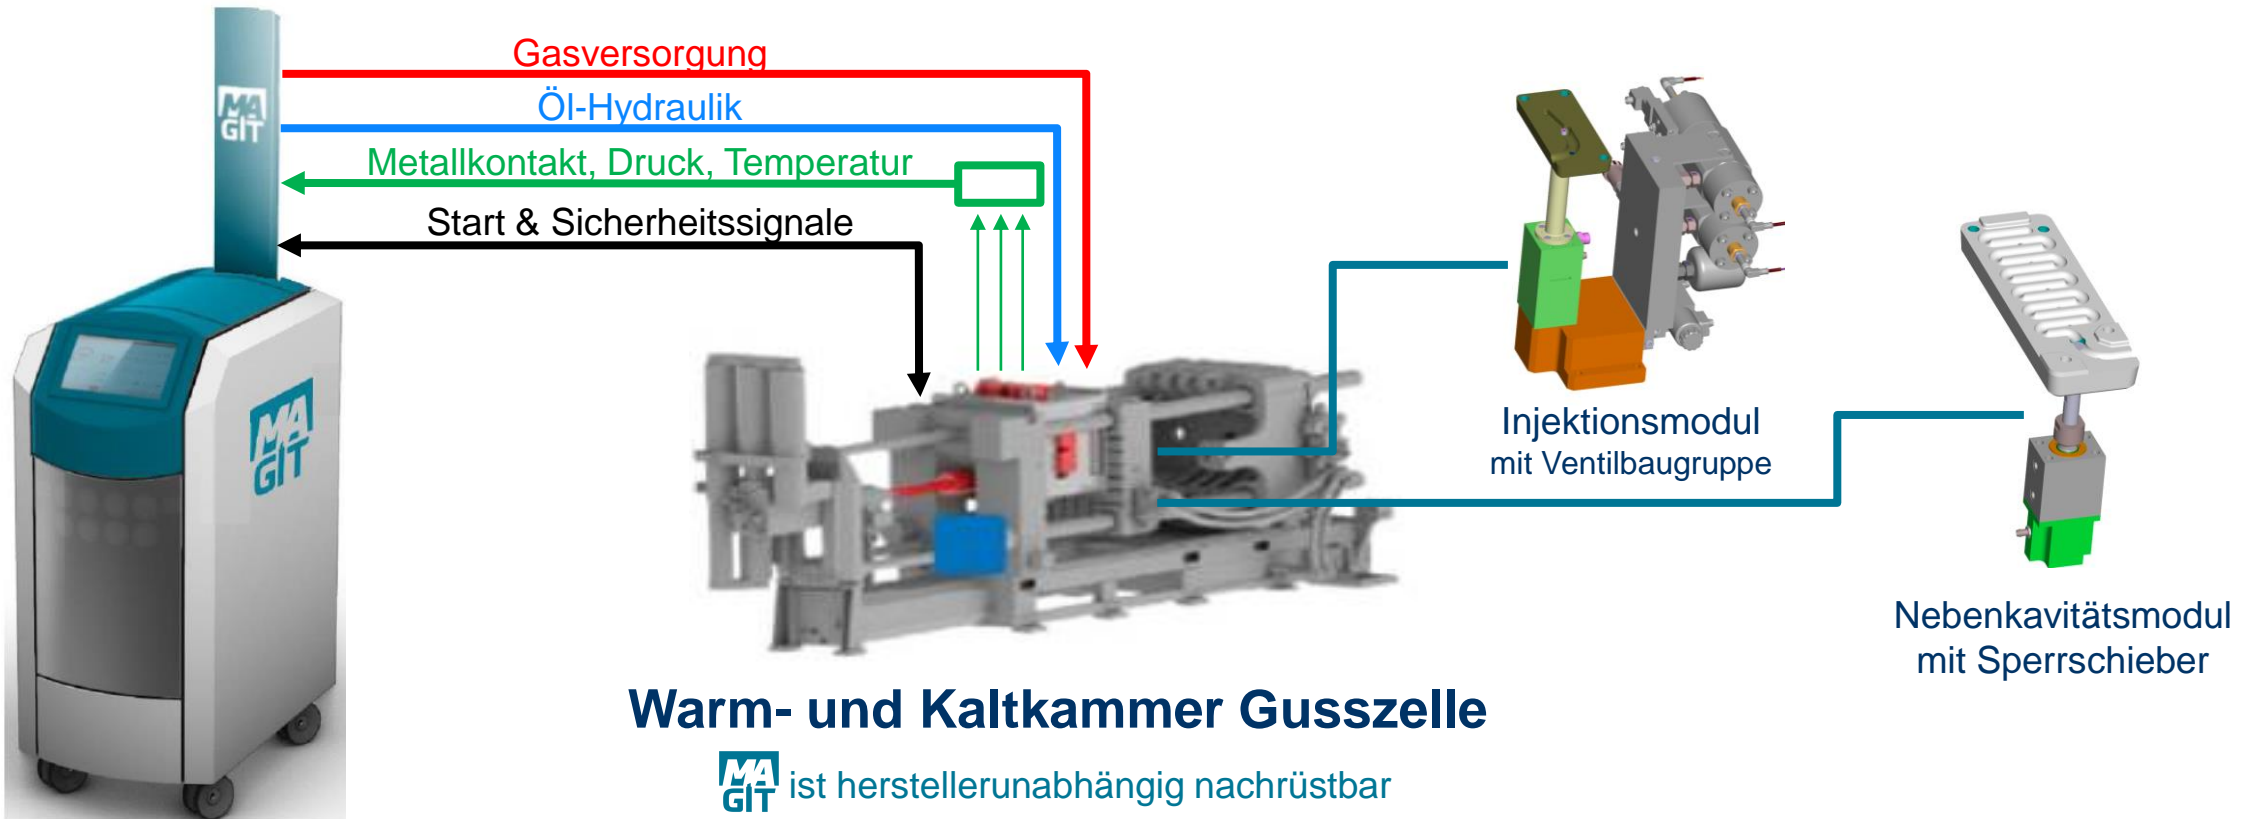 Gasversorgung
Öl-Hydraulik
Metallkontakt, Druck, Temperatur
Start & Sicherheitssignale
MA
GIT
MA
GIT
Injektionsmodul
mit Ventilbaugruppe
Nebenkavitätsmodul
mit Sperrschieber
Warm- und Kaltkammer Gusszelle
MA
GIT ist herstellerunabhängig nachrüstbar